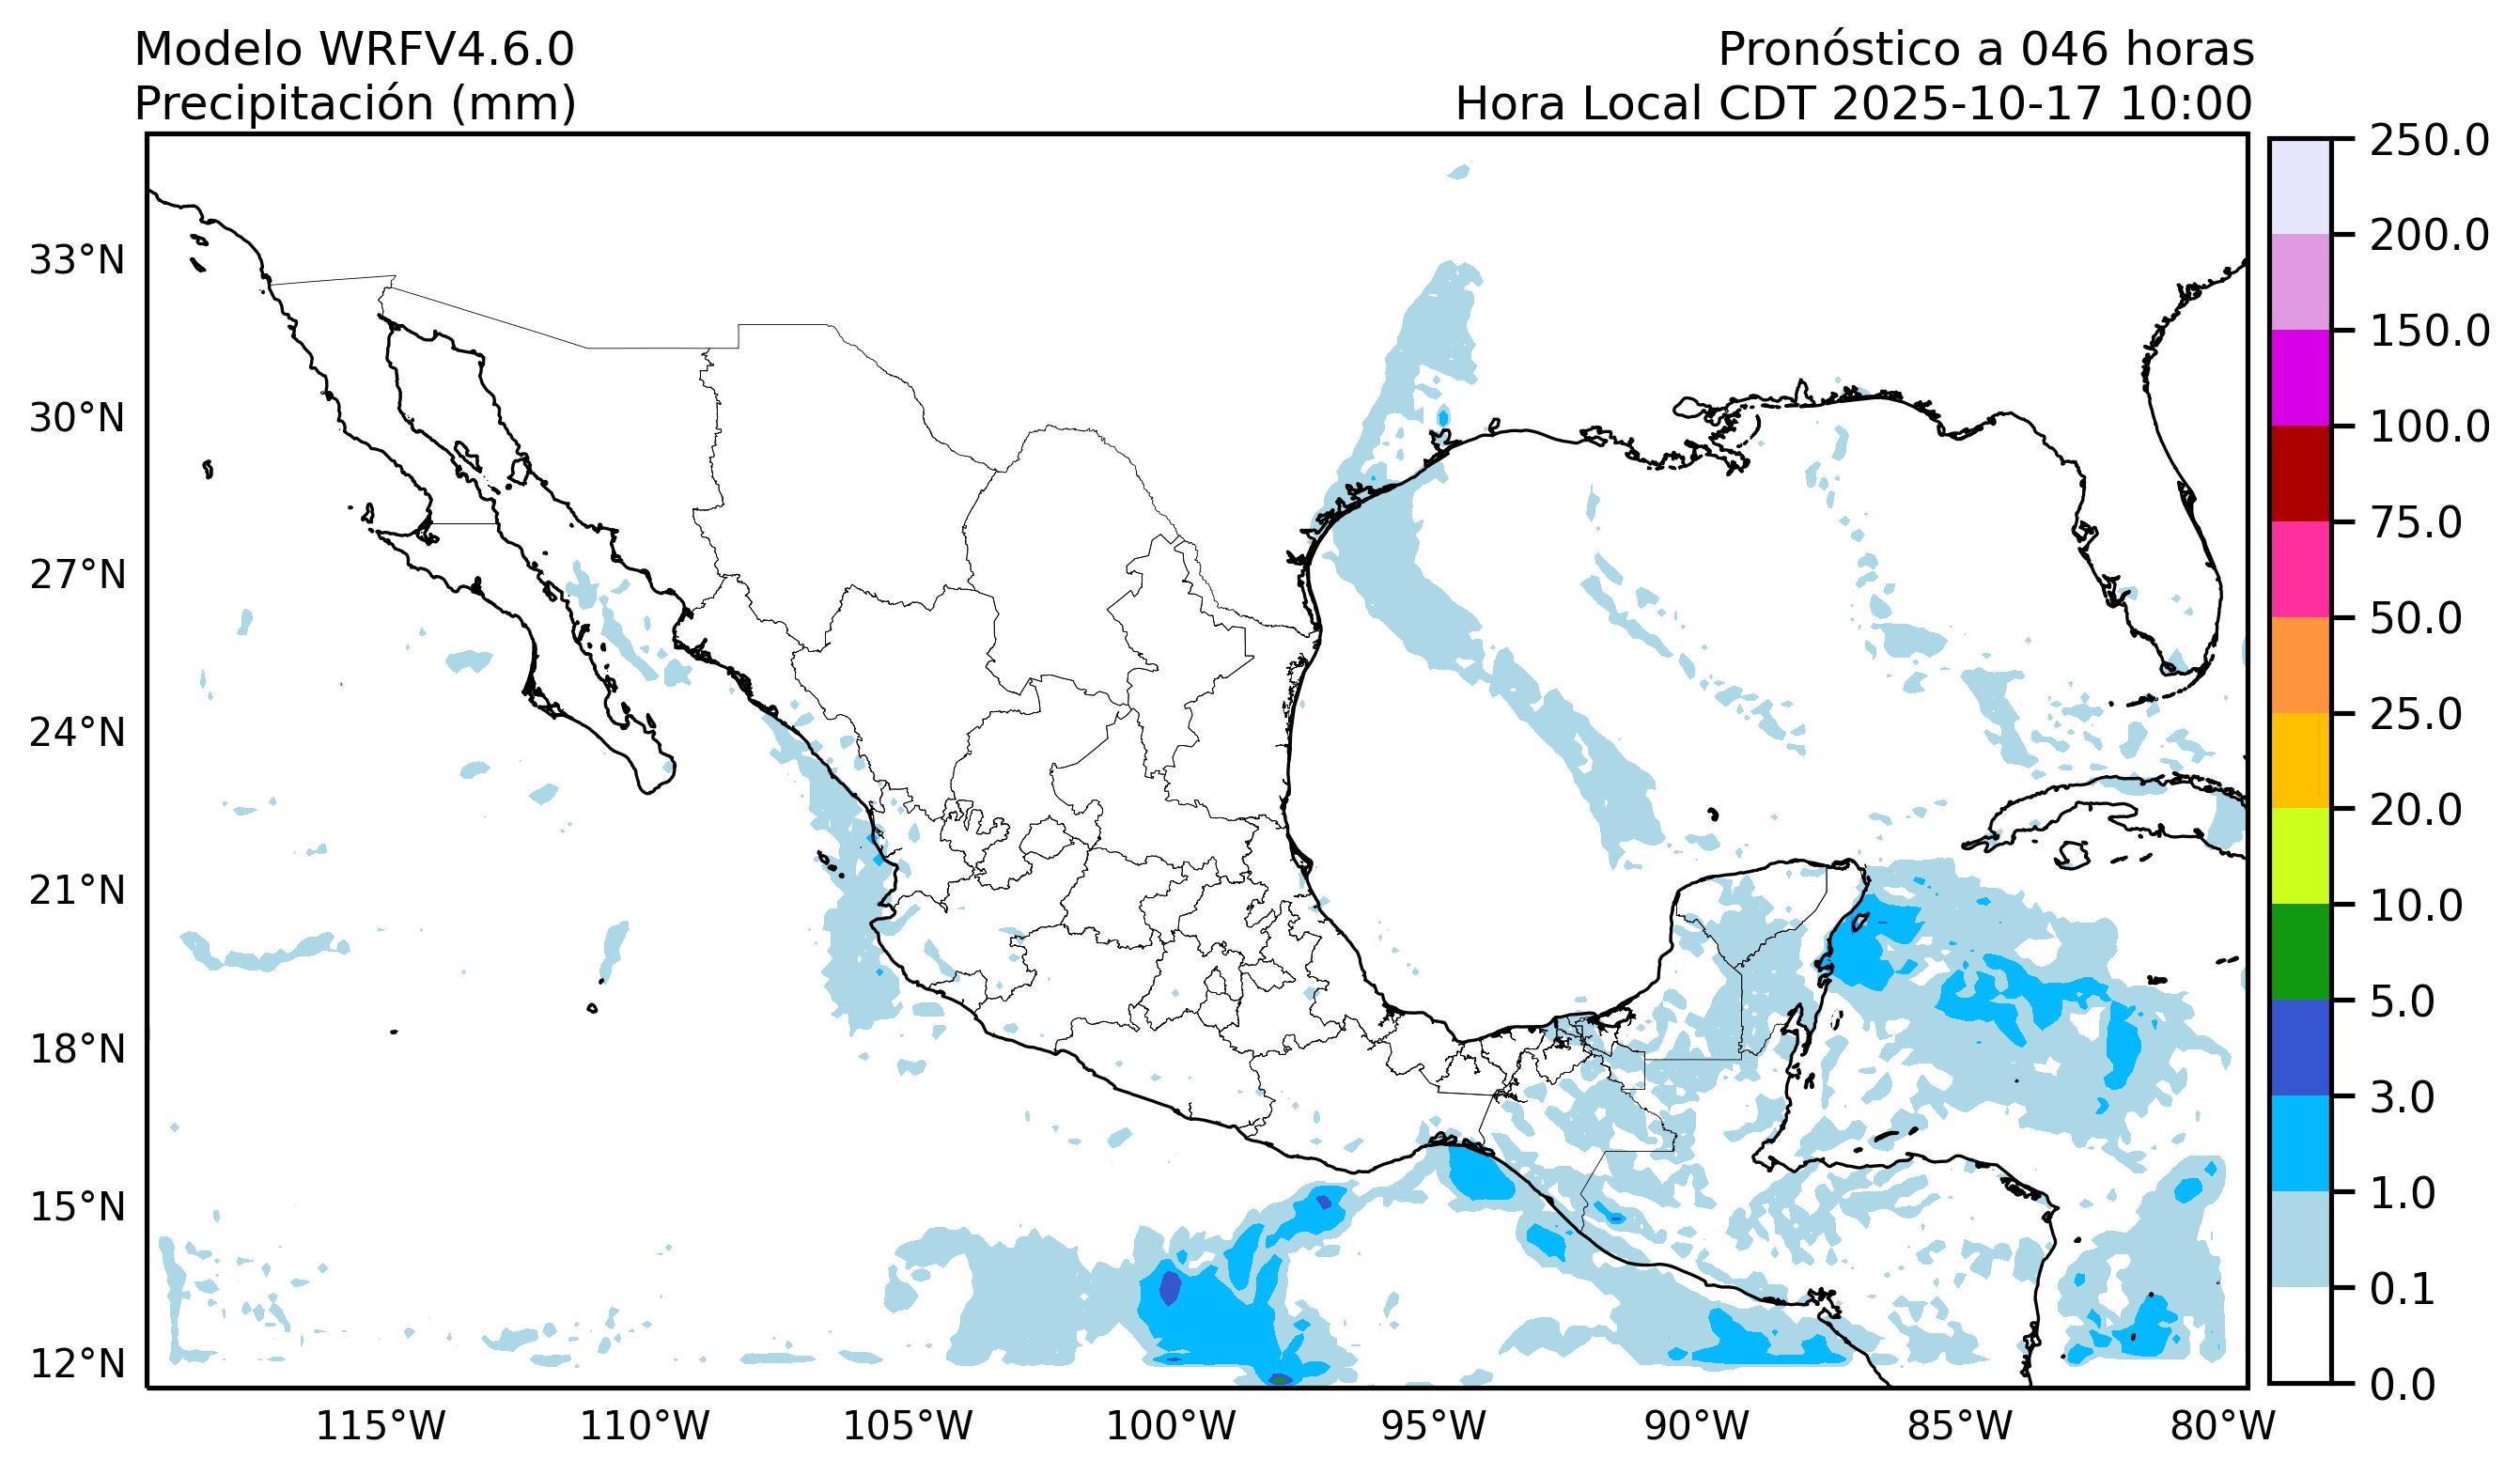 Modelo WRFV4.6.0
Precipitación (mm)
Pronóstico a 046 horas
Hora Local CDT 2025-10-17 10:00
33°N
30°N
27°N
24°N
21°N
18°N
15°N
12°N
115°W
110°W
105°W
100°W
95°W
90°W
85°W
80°W
250.0
200.0
150.0
100.0
75.0
50.0
25.0
20.0
10.0
5.0
3.0
1.0
0.1
0.0